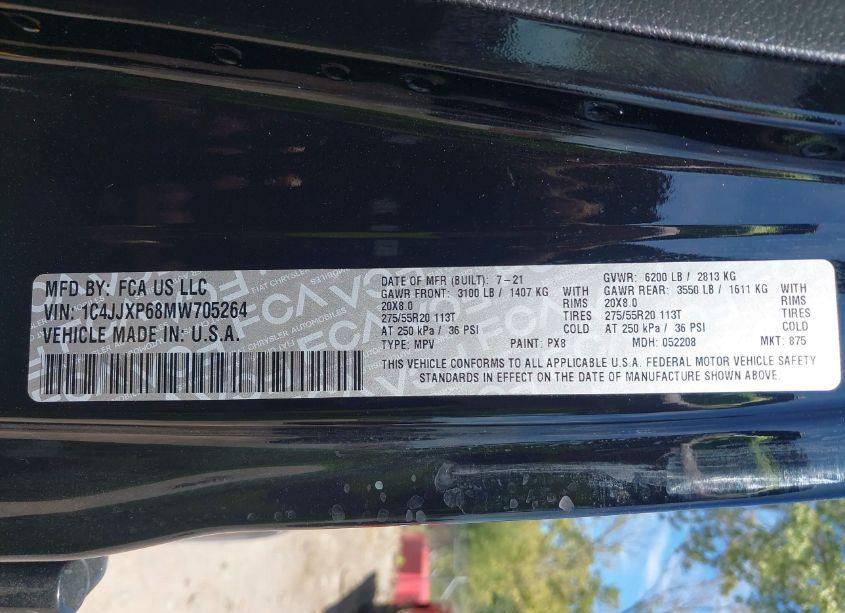 MFD BY: FCA US LLC
VIN: 1C4JJXP68MW705264
VEHICLE MADE IN: U.S.A.
DATE OF MFR (BUILT): 7-21 GVWR: 6200 LB / 2813 KG
GAWR FRONT: 3100 LB / 1407 KG WITH GAWR REAR: 3550 LB / 1611 KG WITH
20X8.0 RIMS 20X8.0 RIMS
275/55R20 113T TIRES 275/55R20 113T TIRES
AT 250 kPa / 36 PSI COLD AT 250 kPa / 36 PSI COLD
TYPE: MPV PAINT: PX8 MDH: 052208 MKT: 875
THIS VEHICLE CONFORMS TO ALL APPLICABLE U.S.A. FEDERAL MOTOR VEHICLE SAFETY
STANDARDS IN EFFECT ON THE DATE OF MANUFACTURE SHOWN ABOVE.